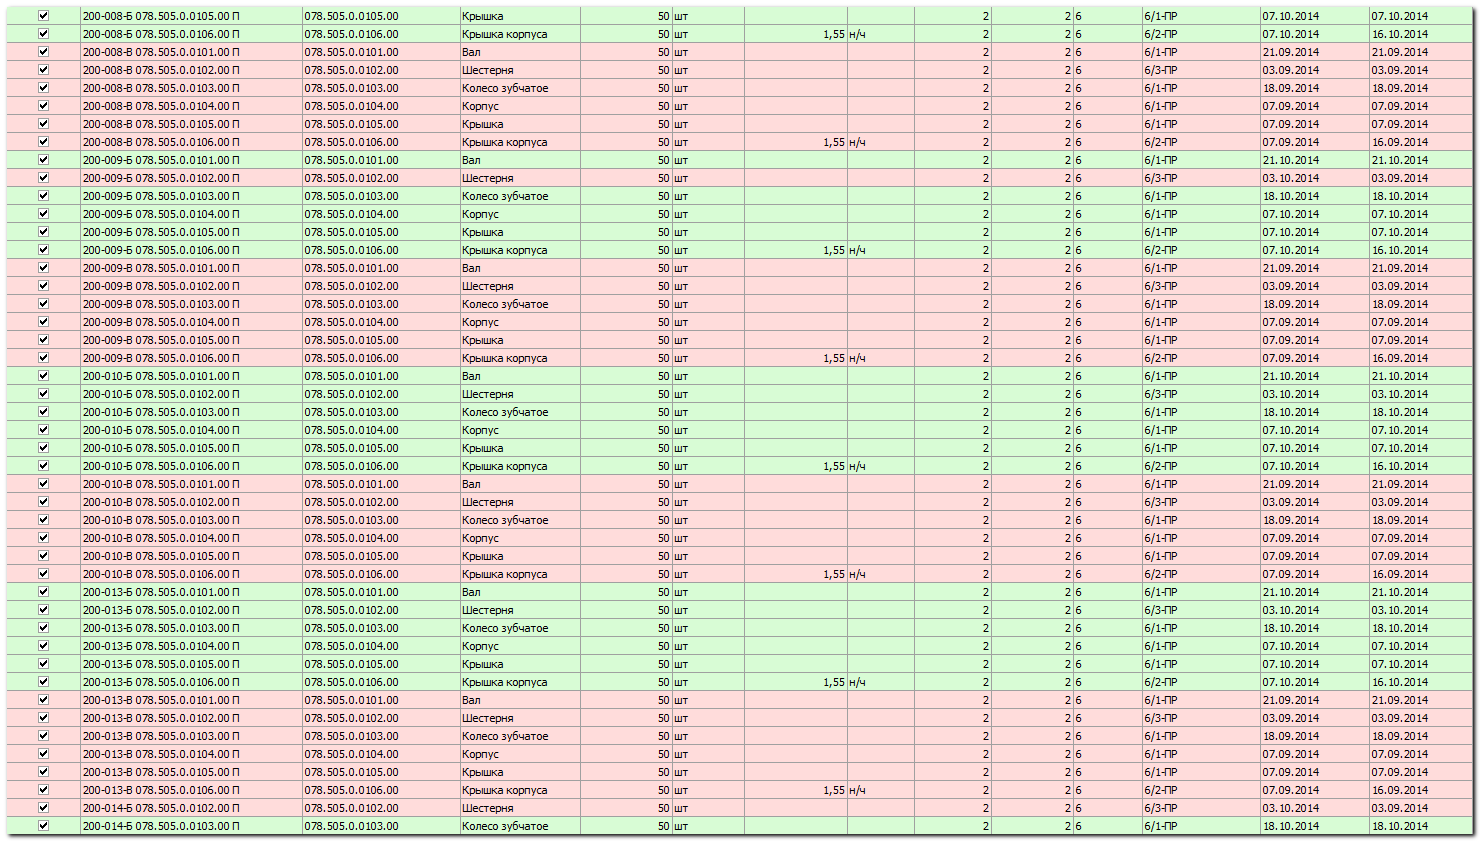 200-008-Б 078.505.0.0105.00 П 078.505.0.0105.00 Крышка 50 шт 2 2 6 6/1-ПР 07.10.2014 07.10.2014
200-008-Б 078.505.0.0106.00 П 078.505.0.0106.00 Крышка корпуса 50 шт 1,55 н/ч 2 2 6 6/2-ПР 07.10.2014 16.10.2014
200-008-В 078.505.0.0101.00 П 078.505.0.0101.00 Вал 50 шт 2 2 6 6/1-ПР 21.09.2014 21.09.2014
200-008-В 078.505.0.0102.00 П 078.505.0.0102.00 Шестерня 50 шт 2 2 6 6/3-ПР 03.09.2014 03.09.2014
200-008-В 078.505.0.0103.00 П 078.505.0.0103.00 Колесо зубчатое 50 шт 2 2 6 6/1-ПР 18.09.2014 18.09.2014
200-008-В 078.505.0.0104.00 П 078.505.0.0104.00 Корпус 50 шт 2 2 6 6/1-ПР 07.09.2014 07.09.2014
200-008-В 078.505.0.0105.00 П 078.505.0.0105.00 Крышка 50 шт 2 2 6 6/1-ПР 07.09.2014 07.09.2014
200-008-В 078.505.0.0106.00 П 078.505.0.0106.00 Крышка корпуса 50 шт 1,55 н/ч 2 2 6 6/2-ПР 07.09.2014 16.09.2014
200-009-Б 078.505.0.0101.00 П 078.505.0.0101.00 Вал 50 шт 2 2 6 6/1-ПР 21.10.2014 21.10.2014
200-009-Б 078.505.0.0102.00 П 078.505.0.0102.00 Шестерня 50 шт 2 2 6 6/3-ПР 03.10.2014 03.09.2014
200-009-Б 078.505.0.0103.00 П 078.505.0.0103.00 Колесо зубчатое 50 шт 2 2 6 6/1-ПР 18.10.2014 18.10.2014
200-009-Б 078.505.0.0104.00 П 078.505.0.0104.00 Корпус 50 шт 2 2 6 6/1-ПР 07.10.2014 07.10.2014
200-009-Б 078.505.0.0105.00 П 078.505.0.0105.00 Крышка 50 шт 2 2 6 6/1-ПР 07.10.2014 07.10.2014
200-009-Б 078.505.0.0106.00 П 078.505.0.0106.00 Крышка корпуса 50 шт 1,55 н/ч 2 2 6 6/2-ПР 07.10.2014 16.10.2014
200-009-В 078.505.0.0101.00 П 078.505.0.0101.00 Вал 50 шт 2 2 6 6/1-ПР 21.09.2014 21.09.2014
200-009-В 078.505.0.0102.00 П 078.505.0.0102.00 Шестерня 50 шт 2 2 6 6/3-ПР 03.09.2014 03.09.2014
200-009-В 078.505.0.0103.00 П 078.505.0.0103.00 Колесо зубчатое 50 шт 2 2 6 6/1-ПР 18.09.2014 18.09.2014
200-009-В 078.505.0.0104.00 П 078.505.0.0104.00 Корпус 50 шт 2 2 6 6/1-ПР 07.09.2014 07.09.2014
200-009-В 078.505.0.0105.00 П 078.505.0.0105.00 Крышка 50 шт 2 2 6 6/1-ПР 07.09.2014 07.09.2014
200-009-В 078.505.0.0106.00 П 078.505.0.0106.00 Крышка корпуса 50 шт 1,55 н/ч 2 2 6 6/2-ПР 07.09.2014 16.09.2014
200-010-Б 078.505.0.0101.00 П 078.505.0.0101.00 Вал 50 шт 2 2 6 6/1-ПР 21.10.2014 21.10.2014
200-010-Б 078.505.0.0102.00 П 078.505.0.0102.00 Шестерня 50 шт 2 2 6 6/3-ПР 03.10.2014 03.10.2014
200-010-Б 078.505.0.0103.00 П 078.505.0.0103.00 Колесо зубчатое 50 шт 2 2 6 6/1-ПР 18.10.2014 18.10.2014
200-010-Б 078.505.0.0104.00 П 078.505.0.0104.00 Корпус 50 шт 2 2 6 6/1-ПР 07.10.2014 07.10.2014
200-010-Б 078.505.0.0105.00 П 078.505.0.0105.00 Крышка 50 шт 2 2 6 6/1-ПР 07.10.2014 07.10.2014
200-010-Б 078.505.0.0106.00 П 078.505.0.0106.00 Крышка корпуса 50 шт 1,55 н/ч 2 2 6 6/2-ПР 07.10.2014 16.10.2014
200-010-В 078.505.0.0101.00 П 078.505.0.0101.00 Вал 50 шт 2 2 6 6/1-ПР 21.09.2014 21.09.2014
200-010-В 078.505.0.0102.00 П 078.505.0.0102.00 Шестерня 50 шт 2 2 6 6/3-ПР 03.09.2014 03.09.2014
200-010-В 078.505.0.0103.00 П 078.505.0.0103.00 Колесо зубчатое 50 шт 2 2 6 6/1-ПР 18.09.2014 18.09.2014
200-010-В 078.505.0.0104.00 П 078.505.0.0104.00 Корпус 50 шт 2 2 6 6/1-ПР 07.09.2014 07.09.2014
200-010-В 078.505.0.0105.00 П 078.505.0.0105.00 Крышка 50 шт 2 2 6 6/1-ПР 07.09.2014 07.09.2014
200-010-В 078.505.0.0106.00 П 078.505.0.0106.00 Крышка корпуса 50 шт 1,55 н/ч 2 2 6 6/2-ПР 07.09.2014 16.09.2014
200-013-Б 078.505.0.0101.00 П 078.505.0.0101.00 Вал 50 шт 2 2 6 6/1-ПР 21.10.2014 21.10.2014
200-013-Б 078.505.0.0102.00 П 078.505.0.0102.00 Шестерня 50 шт 2 2 6 6/3-ПР 03.10.2014 03.10.2014
200-013-Б 078.505.0.0103.00 П 078.505.0.0103.00 Колесо зубчатое 50 шт 2 2 6 6/1-ПР 18.10.2014 18.10.2014
200-013-Б 078.505.0.0104.00 П 078.505.0.0104.00 Корпус 50 шт 2 2 6 6/1-ПР 07.10.2014 07.10.2014
200-013-Б 078.505.0.0105.00 П 078.505.0.0105.00 Крышка 50 шт 2 2 6 6/1-ПР 07.10.2014 07.10.2014
200-013-Б 078.505.0.0106.00 П 078.505.0.0106.00 Крышка корпуса 50 шт 1,55 н/ч 2 2 6 6/2-ПР 07.10.2014 16.10.2014
200-013-В 078.505.0.0101.00 П 078.505.0.0101.00 Вал 50 шт 2 2 6 6/1-ПР 21.09.2014 21.09.2014
200-013-В 078.505.0.0102.00 П 078.505.0.0102.00 Шестерня 50 шт 2 2 6 6/3-ПР 03.09.2014 03.09.2014
200-013-В 078.505.0.0103.00 П 078.505.0.0103.00 Колесо зубчатое 50 шт 2 2 6 6/1-ПР 18.09.2014 18.09.2014
200-013-В 078.505.0.0104.00 П 078.505.0.0104.00 Корпус 50 шт 2 2 6 6/1-ПР 07.09.2014 07.09.2014
200-013-В 078.505.0.0105.00 П 078.505.0.0105.00 Крышка 50 шт 2 2 6 6/1-ПР 07.09.2014 07.09.2014
200-013-В 078.505.0.0106.00 П 078.505.0.0106.00 Крышка корпуса 50 шт 1,55 н/ч 2 2 6 6/2-ПР 07.09.2014 16.09.2014
200-014-Б 078.505.0.0102.00 П 078.505.0.0102.00 Шестерня 50 шт 2 2 6 6/3-ПР 03.10.2014 03.09.2014
200-014-Б 078.505.0.0103.00 П 078.505.0.0103.00 Колесо зубчатое 50 шт 2 2 6 6/1-ПР 18.10.2014 18.10.2014